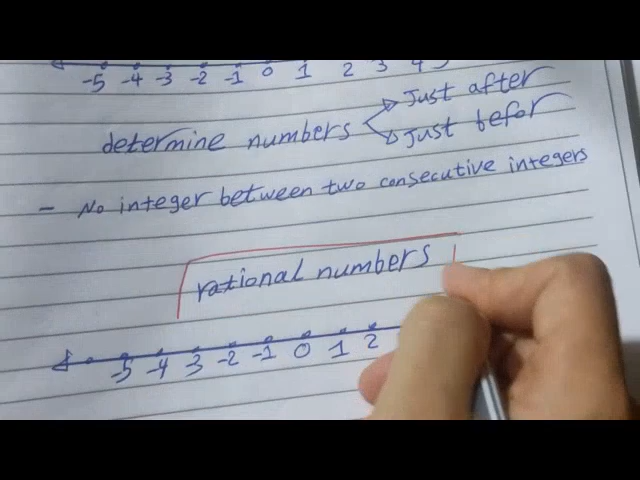 -5 -4 -3 -2 -1 0 1 2 3 4 5
Just after
determine numbers
Just befor
- No integer between two consecutive integers
rational numbers
-5 -4 -3 -2 -1 0 1 2